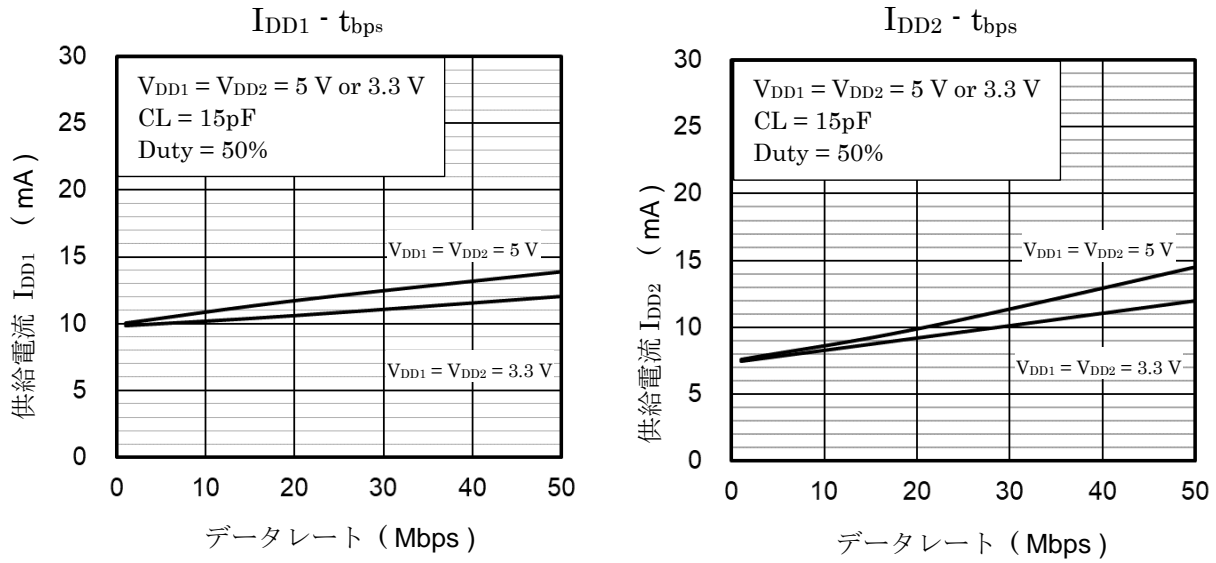 IDD1 - tbps
30
25
20
15
10
5
0
VDD1 = VDD2 = 5 V or 3.3 V
CL = 15pF
Duty = 50%
VDD1 = VDD2 = 5 V
VDD1 = VDD2 = 3.3 V
供給電流 IDD1 (mA)
0 10 20 30 40 50
データレート (Mbps)
IDD2 - tbps
30
25
20
15
10
5
0
VDD1 = VDD2 = 5 V or 3.3 V
CL = 15pF
Duty = 50%
VDD1 = VDD2 = 5 V
VDD1 = VDD2 = 3.3 V
供給電流 IDD2 (mA)
0 10 20 30 40 50
データレート (Mbps)